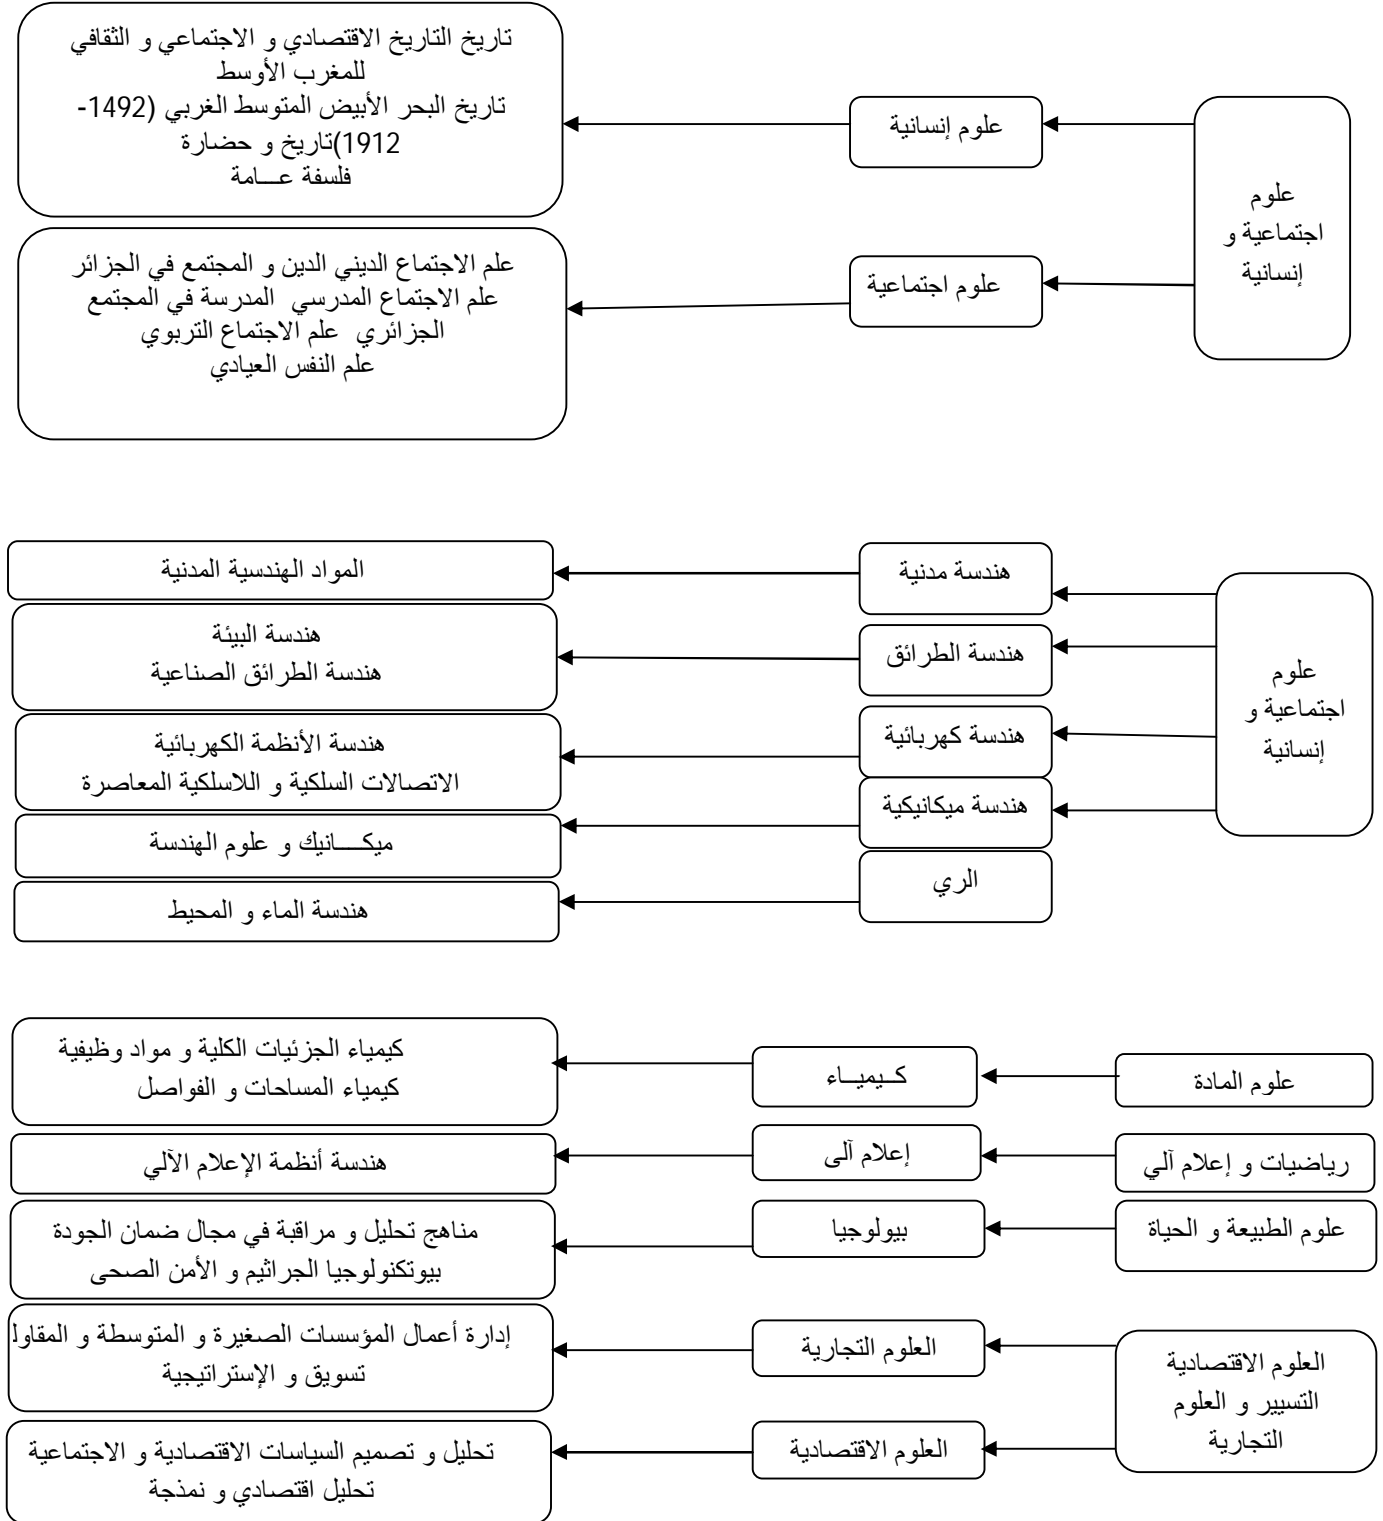 علوم
اجتماعية و
إنسانية
علوم إنسانية
تاريخ التاريخ الاقتصادي و الاجتماعي و الثقافي
للمغرب الأوسط
تاريخ البحر الأبيض المتوسط الغربي (1492-
1912)تاريخ و حضارة
فلسفة عـــامة
علوم اجتماعية
علم الاجتماع الديني الدين و المجتمع في الجزائر
علم الاجتماع المدرسي المدرسة في المجتمع
الجزائري علم الاجتماع التربوي
علم النفس العيادي
علوم
اجتماعية و
إنسانية
هندسة مدنية
المواد الهندسية المدنية
هندسة الطرائق
هندسة البيئة
هندسة الطرائق الصناعية
هندسة كهربائية
هندسة الأنظمة الكهربائية
الاتصالات السلكية و اللاسلكية المعاصرة
هندسة ميكانيكية
ميكــــانيك و علوم الهندسة
الري
هندسة الماء و المحيط
علوم المادة
كــيميــاء
كيمياء الجزئيات الكلية و مواد وظيفية
كيمياء المساحات و الفواصل
رياضيات و إعلام آلي
إعلام آلى
هندسة أنظمة الإعلام الآلي
علوم الطبيعة و الحياة
بيولوجيا
مناهج تحليل و مراقبة في مجال ضمان الجودة
بيوتكنولوجيا الجراثيم و الأمن الصحى
العلوم الاقتصادية
التسيير و العلوم
التجارية
العلوم التجارية
إدارة أعمال المؤسسات الصغيرة و المتوسطة و المقاول
تسويق و الإستراتيجية
العلوم الاقتصادية
تحليل و تصميم السياسات الاقتصادية و الاجتماعية
تحليل اقتصادي و نمذجة